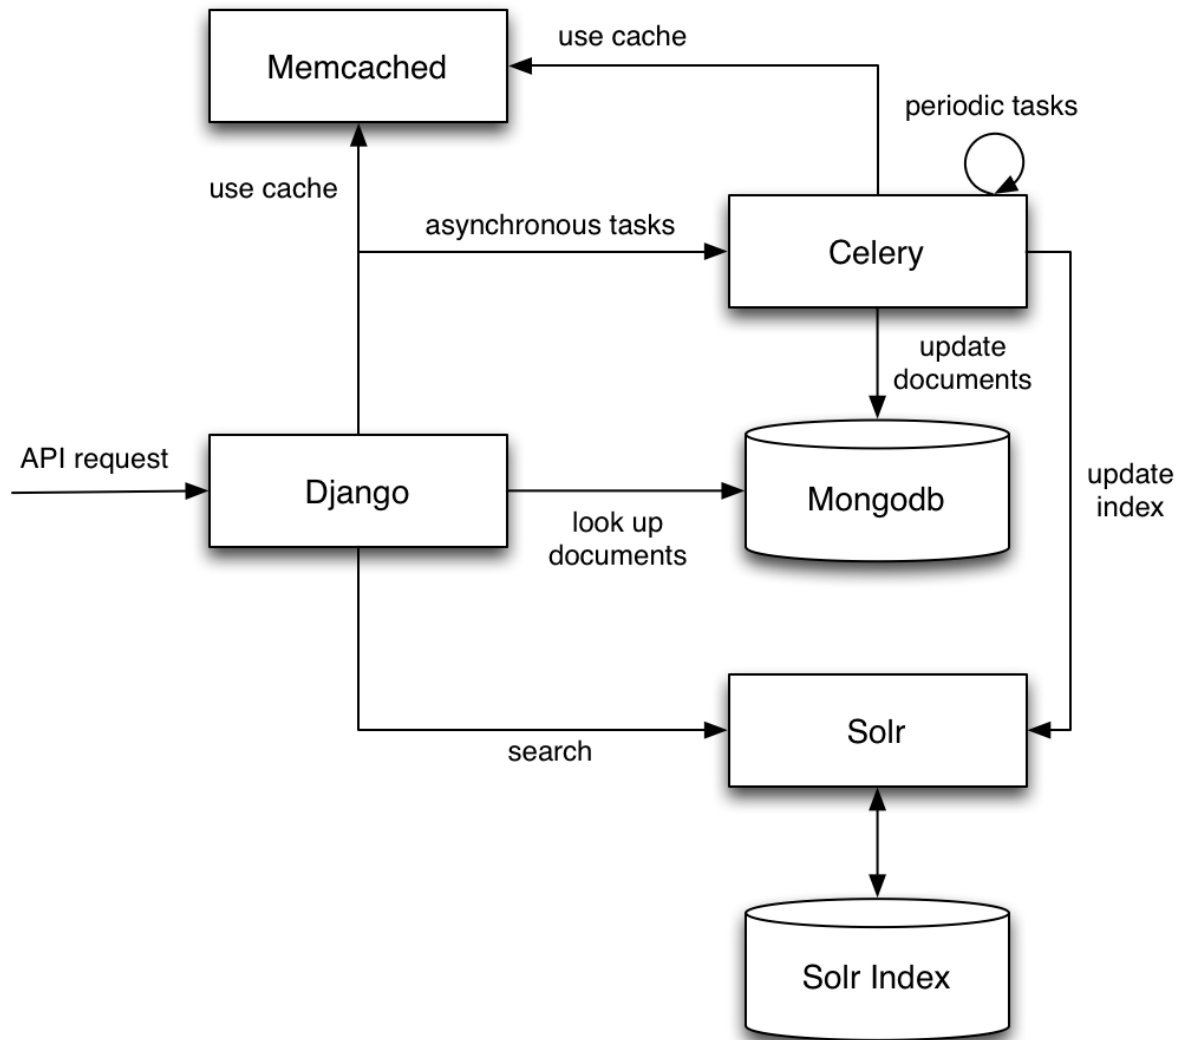 use cache
Memcached
periodic tasks
use cache
asynchronous tasks
Celery
update
documents
API request
Django
look up
documents
Mongodb
update
index
Solr
search
Solr Index